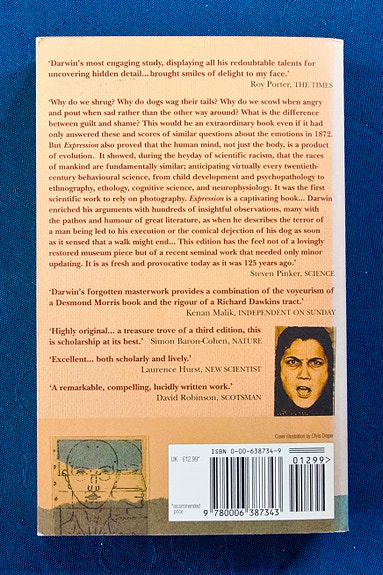 ‘Darwin's most engaging study, displaying all his redoubtable talents for
uncovering hidden detail...brought smiles of delight to my face.’
Roy Porter, THE TIMES
‘Why do we shrug? Why do dogs wag their tails? Why do we scowl when angry
and pout when sad rather than the other way around? What is the difference
between guilt and shame? This would be an extraordinary book even if it had
only answered these and scores of similar questions about the emotions in 1872.
But Expression also proved that the human mind, not just the body, is a product
of evolution. It showed, during the heyday of scientific racism, that the races
of mankind are fundamentally similar; anticipating virtually every twentieth-
century behavioural science, from child development and psychopathology to
ethnography, ethology, cognitive science, and neurophysiology. It was the first
scientific work to rely on photography. Expression is a captivating book... Darwin
enriched his arguments with hundreds of insightful observations, many with
the pathos and humour of great literature, as when he describes the terror of
a man being led to his execution or the comical dejection of his dog as soon
as it sensed that a walk might end... This edition has the feel not of a lovingly
restored museum piece but of a recent seminal work that needed only minor
updating. It is as fresh and provocative today as it was 125 years ago.’
Steven Pinker, SCIENCE
‘Darwin's forgotten masterwork provides a combination of the voyeurism of
a Desmond Morris book and the rigour of a Richard Dawkins tract.’
Kenan Malik, INDEPENDENT ON SUNDAY
‘Highly original... a treasure trove of a third edition, this
is scholarship at its best.’ Simon Baron-Cohen, NATURE
‘Excellent... both scholarly and lively.’
Laurence Hurst, NEW SCIENTIST
‘A remarkable, compelling, lucidly written work.’
David Robinson, SCOTSMAN
Cover illustration by Chris Draper
UK £12.99*
ISBN 0-00-638734-9
01299>
*recommended
price
9 780006 387343